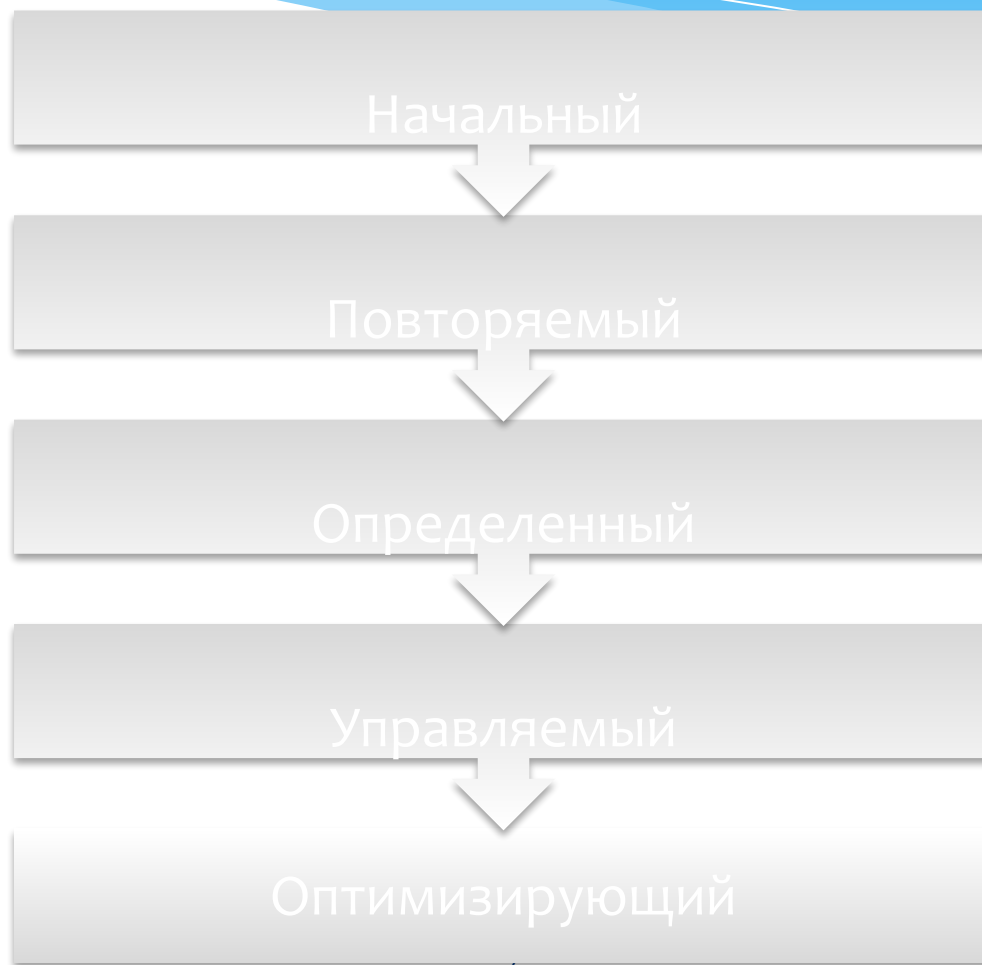 Начальный
Повторяемый
Определенный
Управляемый
Оптимизирующий